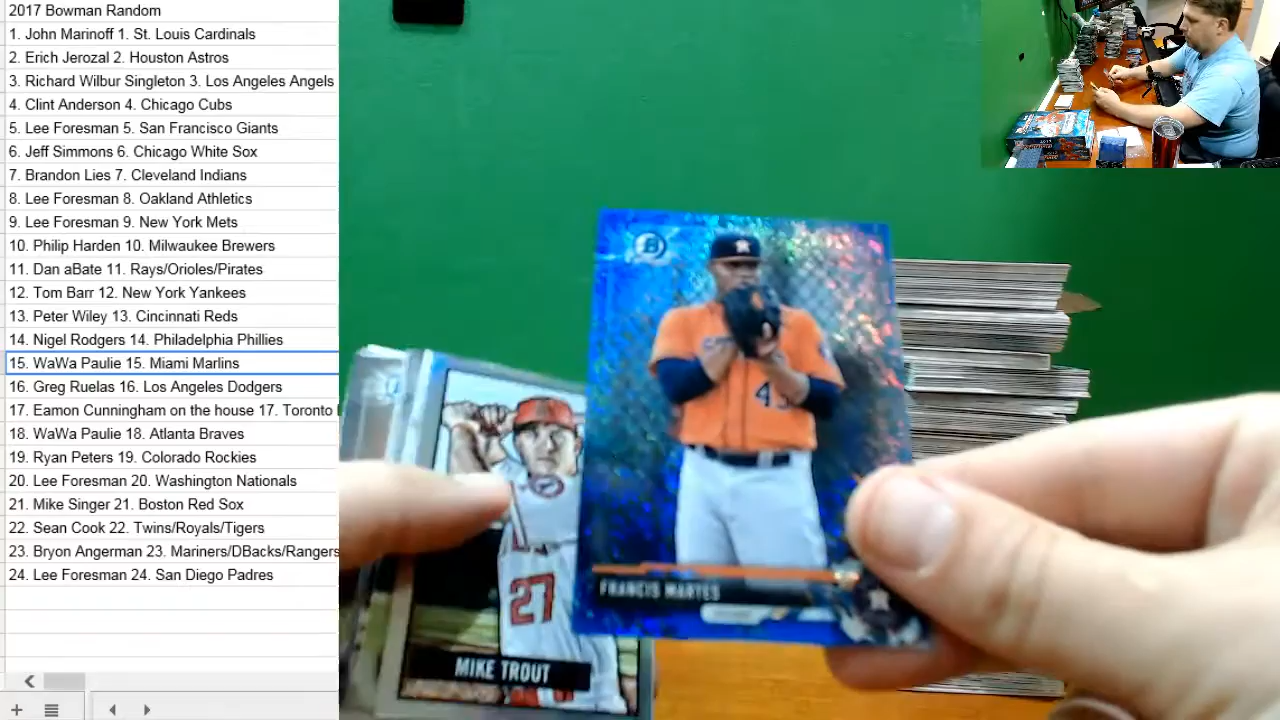 2017 Bowman Random
1. John Marinoff 1. St. Louis Cardinals
2. Erich Jerozal 2. Houston Astros
3. Richard Wilbur Singleton 3. Los Angeles Angels
4. Clint Anderson 4. Chicago Cubs
5. Lee Foresman 5. San Francisco Giants
6. Jeff Simmons 6. Chicago White Sox
7. Brandon Lies 7. Cleveland Indians
8. Lee Foresman 8. Oakland Athletics
9. Lee Foresman 9. New York Mets
10. Philip Harden 10. Milwaukee Brewers
11. Dan aBate 11. Rays/Orioles/Pirates
12. Tom Barr 12. New York Yankees
13. Peter Wiley 13. Cincinnati Reds
14. Nigel Rodgers 14. Philadelphia Phillies
15. WaWa Paulie 15. Miami Marlins
16. Greg Ruelas 16. Los Angeles Dodgers
17. Eamon Cunningham on the house 17. Toronto
18. WaWa Paulie 18. Atlanta Braves
19. Ryan Peters 19. Colorado Rockies
20. Lee Foresman 20. Washington Nationals
21. Mike Singer 21. Boston Red Sox
22. Sean Cook 22. Twins/Royals/Tigers
23. Bryon Angerman 23. Mariners/DBacks/Rangers
24. Lee Foresman 24. San Diego Padres
B
27
MIKE TROUT
FRANCIS MARTES